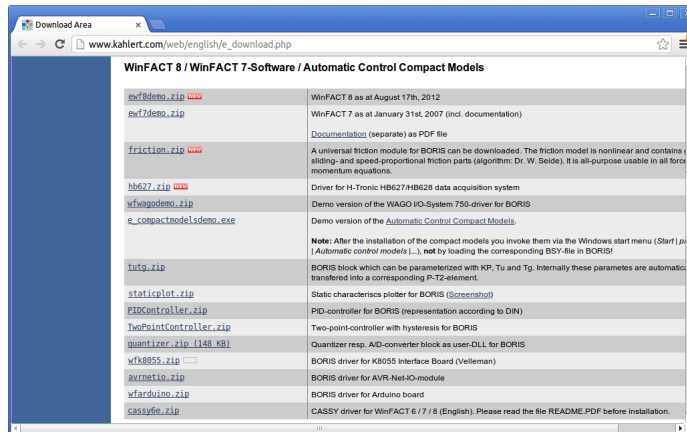 Download Area
www.kahlert.com/web/english/e_download.php
WinFACT 8 / WinFACT 7-Software / Automatic Control Compact Models
ewf8demo.zip NEW WinFACT 8 as at August 17th, 2012
ewf7demo.zip WinFACT 7 as at January 31st, 2007 (incl. documentation)
Documentation (separate) as PDF file
friction.zip NEW A universal friction module for BORIS can be downloaded. The friction model is nonlinear and contains
sliding- and speed-proportional friction parts (algorithm: Dr. W. Seide). It is all-purpose usable in all force
momentum equations.
hb627.zip NEW Driver for H-Tronic HB627/HB628 data acquisition system
wfwagodemo.zip Demo version of the WAGO I/O-System 750-driver for BORIS
e_compactmodelsdemo.exe Demo version of the Automatic Control Compact Models.
Note: After the installation of the compact models you invoke them via the Windows start menu (Start |
| Automatic control models |...), not by loading the corresponding BSY-file in BORIS!
tutg.zip BORIS block which can be parameterized with KP, Tu and Tg. Internally these parametes are automatica
transfered into a corresponding P-T2-element.
staticplot.zip Static characteriscs plotter for BORIS (Screenshot)
PIDController.zip PID-controller for BORIS (representation according to DIN)
TwoPointController.zip Two-point-controller with hysteresis for BORIS
quantizer.zip (148 KB) Quantizer resp. A/D-converter block as user-DLL for BORIS
wfk8055.zip BORIS driver for K8055 Interface Board (Velleman)
avrnetio.zip BORIS driver for AVR-Net-IO-module
wfarduino.zip BORIS driver for Arduino board
cassy6e.zip CASSY driver for WinFACT 6 / 7 / 8 (English). Please read the file README.PDF before installation.